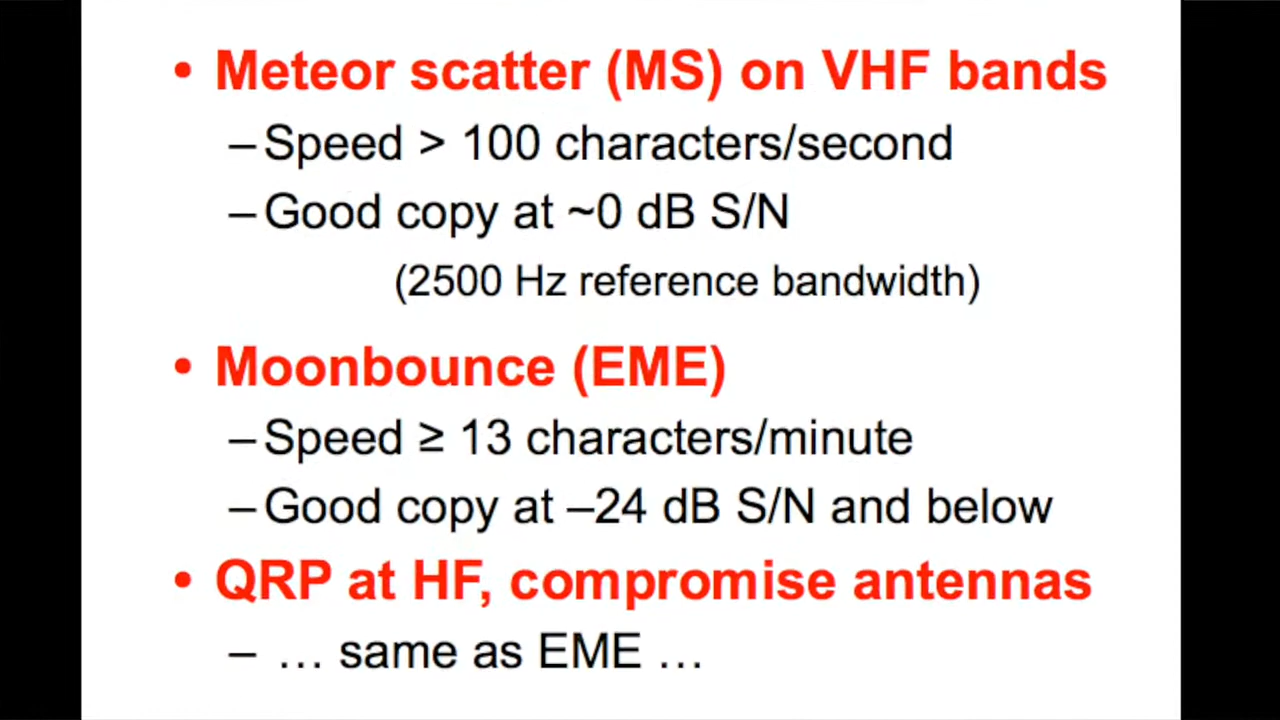 • Meteor scatter (MS) on VHF bands
–Speed > 100 characters/second
–Good copy at ~0 dB S/N
(2500 Hz reference bandwidth)
• Moonbounce (EME)
–Speed ≥ 13 characters/minute
–Good copy at –24 dB S/N and below
• QRP at HF, compromise antennas
– … same as EME …